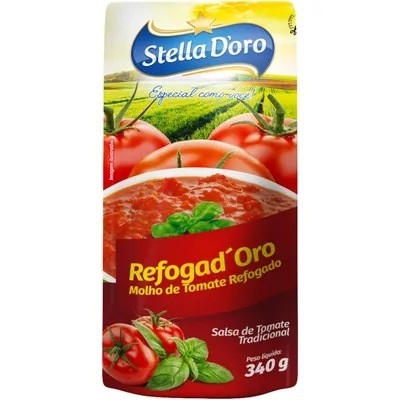 Stella D'oro
Especial como você!
Refogad´Oro
Molho de Tomate Refogado
Salsa de Tomate
Tradicional
Peso líquido:
340 g